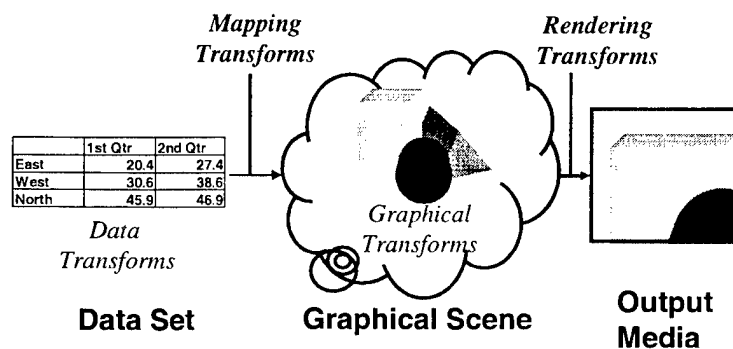 Mapping
Transforms
Rendering
Transforms
1st Qtr 2nd Qtr
East 20.4 27.4
West 30.6 38.6
North 45.9 46.9
Data
Transforms
Graphical
Transforms
Data Set
Graphical Scene
Output
Media